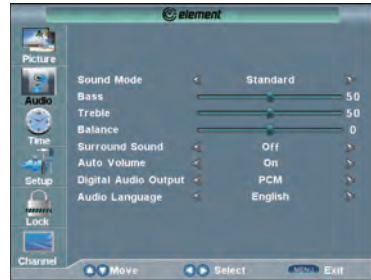 element
Picture
Audio
Time
Setup
Lock
Channel
Sound Mode Standard
Bass 50
Treble 50
Balance 0
Surround Sound Off
Auto Volume On
Digital Audio Output PCM
Audio Language English
Move Select MENU Exit